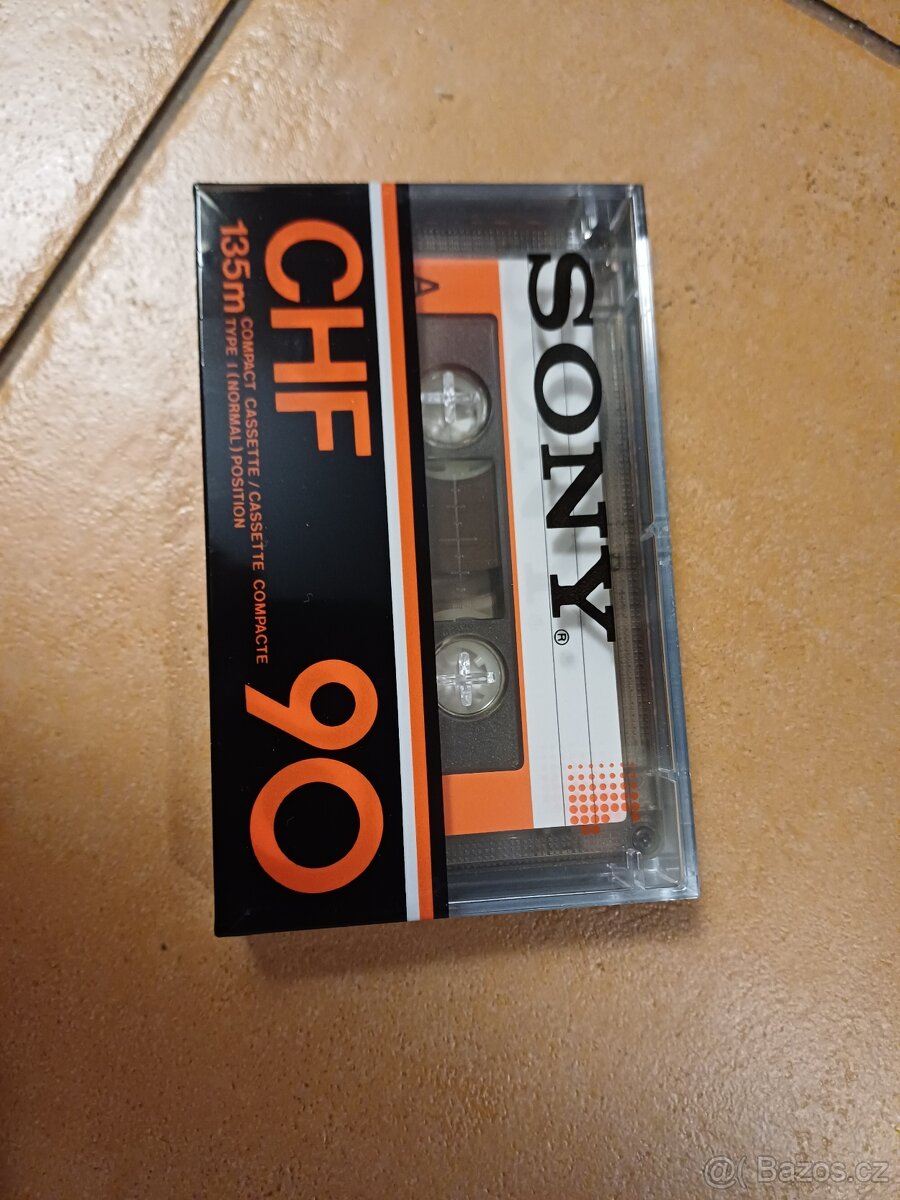 SONY®
A
CHF 90
COMPACT CASSETTE / CASSETTE COMPACTE
135m TYPE I (NORMAL) POSITION
@( Bazos.cz